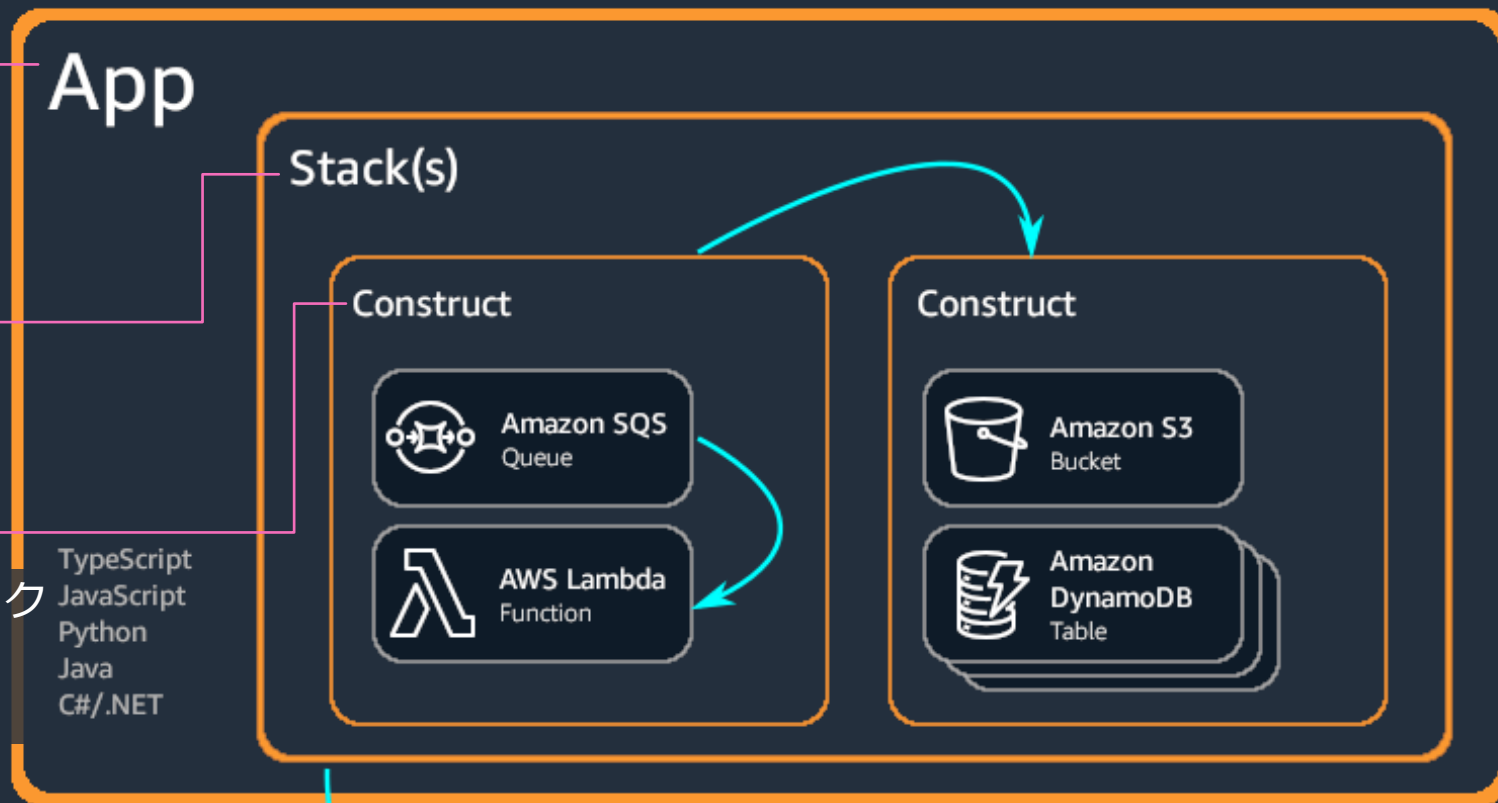 App
Stack(s)
Construct
Amazon SQS
Queue
AWS Lambda
Function
Construct
Amazon S3
Bucket
Amazon
DynamoDB
Table
TypeScript
ク
JavaScript
Python
Java
C#/.NET